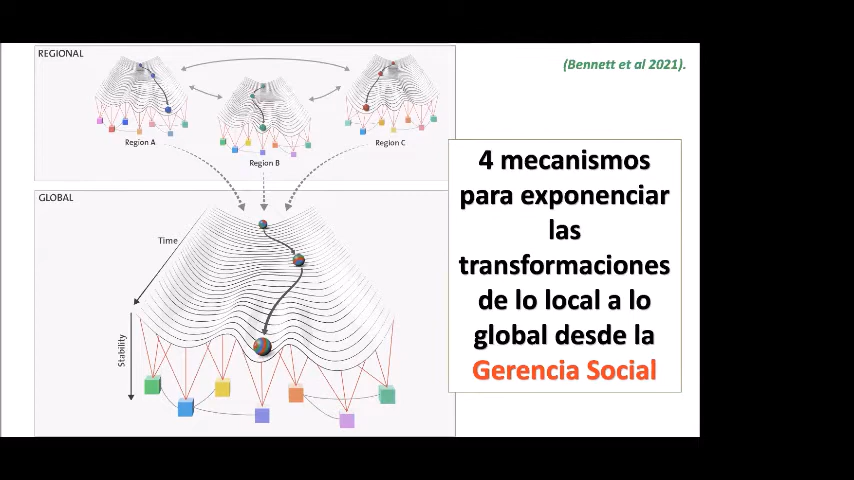 REGIONAL
(Bennett et al 2021).
Region A
Region B
Region C
GLOBAL
Time
Stability
4 mecanismos
para exponenciar
las
transformaciones
de lo local a lo
global desde la
Gerencia Social